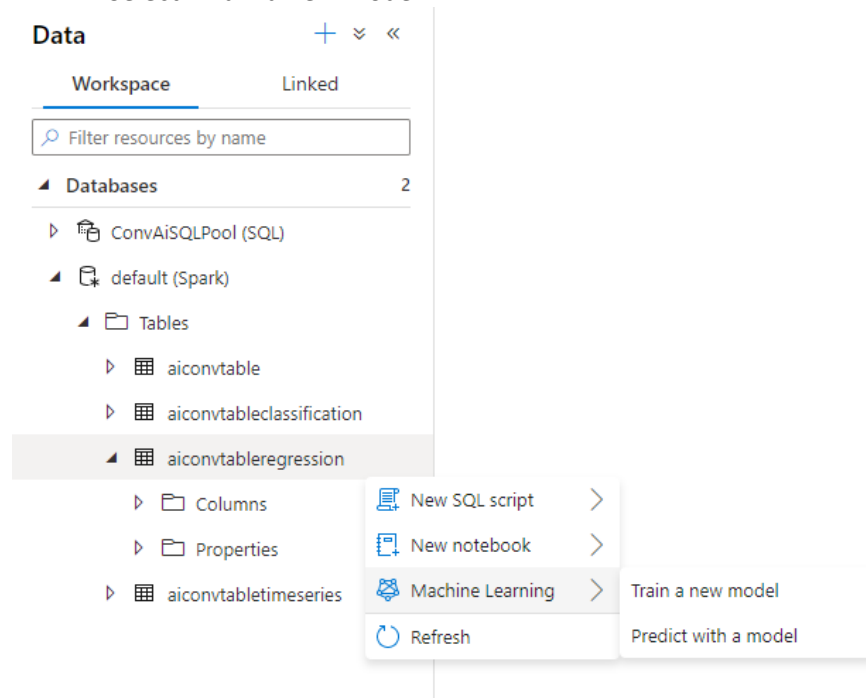 Data
Workspace Linked
Filter resources by name
Databases 2
ConvAiSQLPool (SQL)
default (Spark)
Tables
aiconvtable
aiconvtableclassification
aiconvtableregression
Columns
Properties
aiconvtabletimeseries
New SQL script
New notebook
Machine Learning
Refresh
Train a new model
Predict with a model